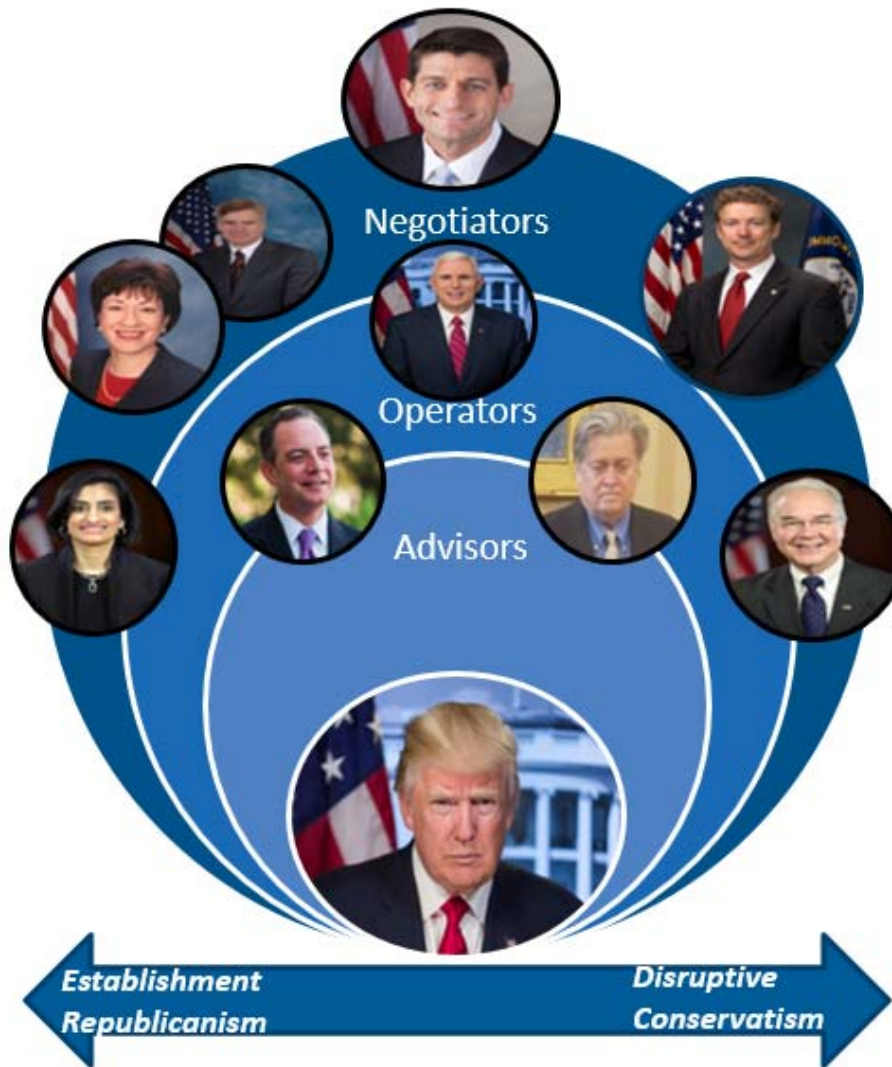 Negotiators
Operators
Advisors
Establishment
Republicanism
Disruptive
Conservatism